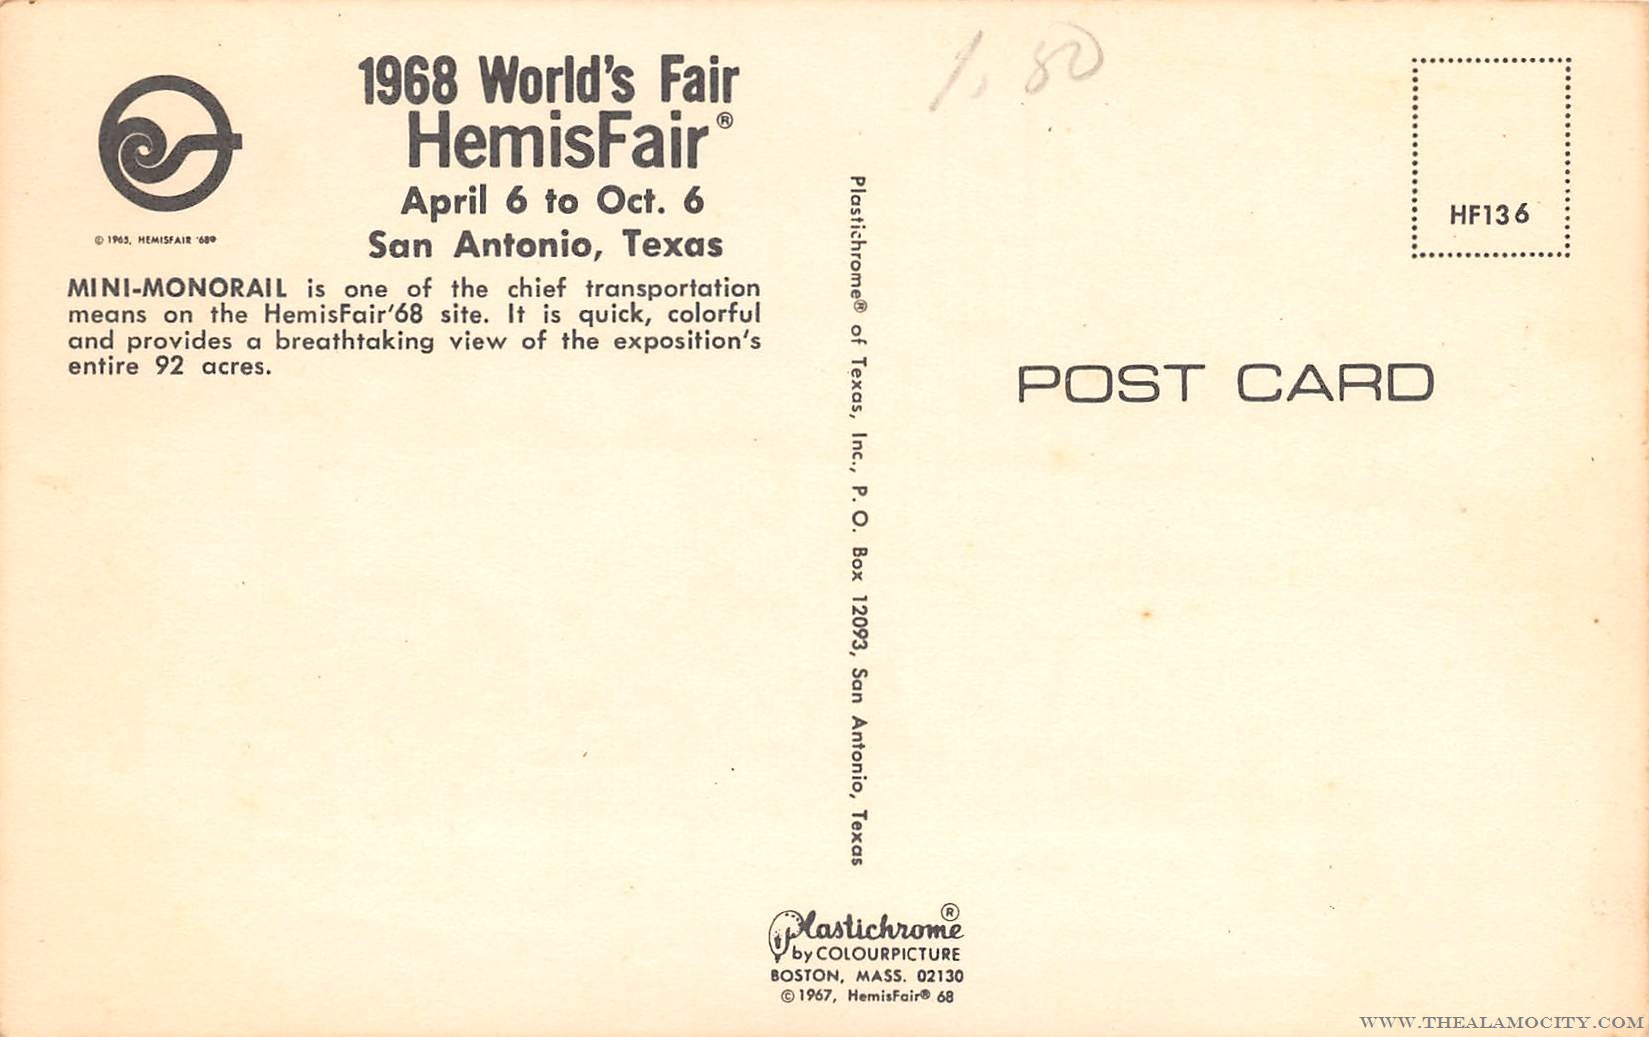 1968 World's Fair
HemisFair®
April 6 to Oct. 6
San Antonio, Texas
© 1965, HEMISFAIR '68®
MINI-MONORAIL is one of the chief transportation
means on the HemisFair'68 site. It is quick, colorful
and provides a breathtaking view of the exposition's
entire 92 acres.
Plastichrome® of Texas, Inc., P. O. Box 12093, San Antonio, Texas
Plastichrome®
by COLOURPICTURE
BOSTON, MASS. 02130
© 1967, HemisFair® 68
1.80
HF136
POST CARD
WWW.THEALAMOCITY.COM